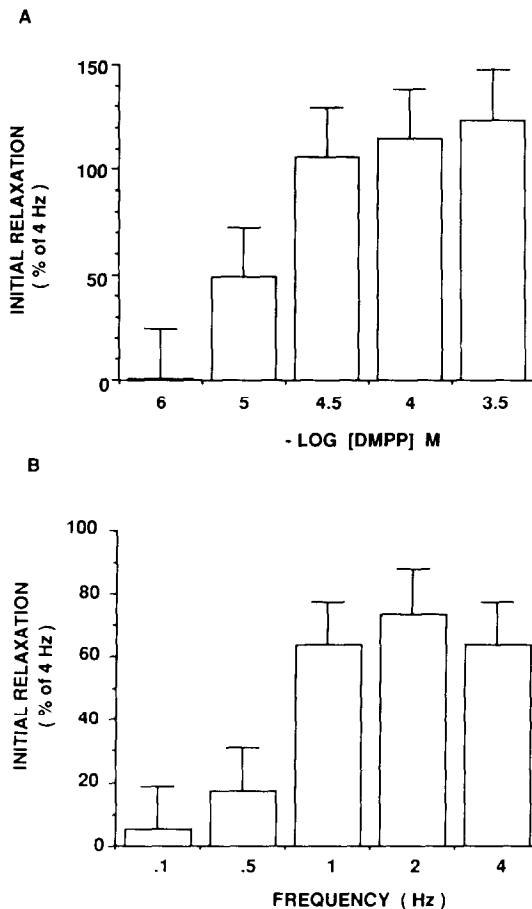 A
INITIAL RELAXATION
( % of 4 Hz )
150
100
50
0
6 5 4.5 4 3.5
- LOG [DMPP] M
B
INITIAL RELAXATION
( % of 4 Hz )
100
80
60
40
20
0
.1 .5 1 2 4
FREQUENCY ( Hz )